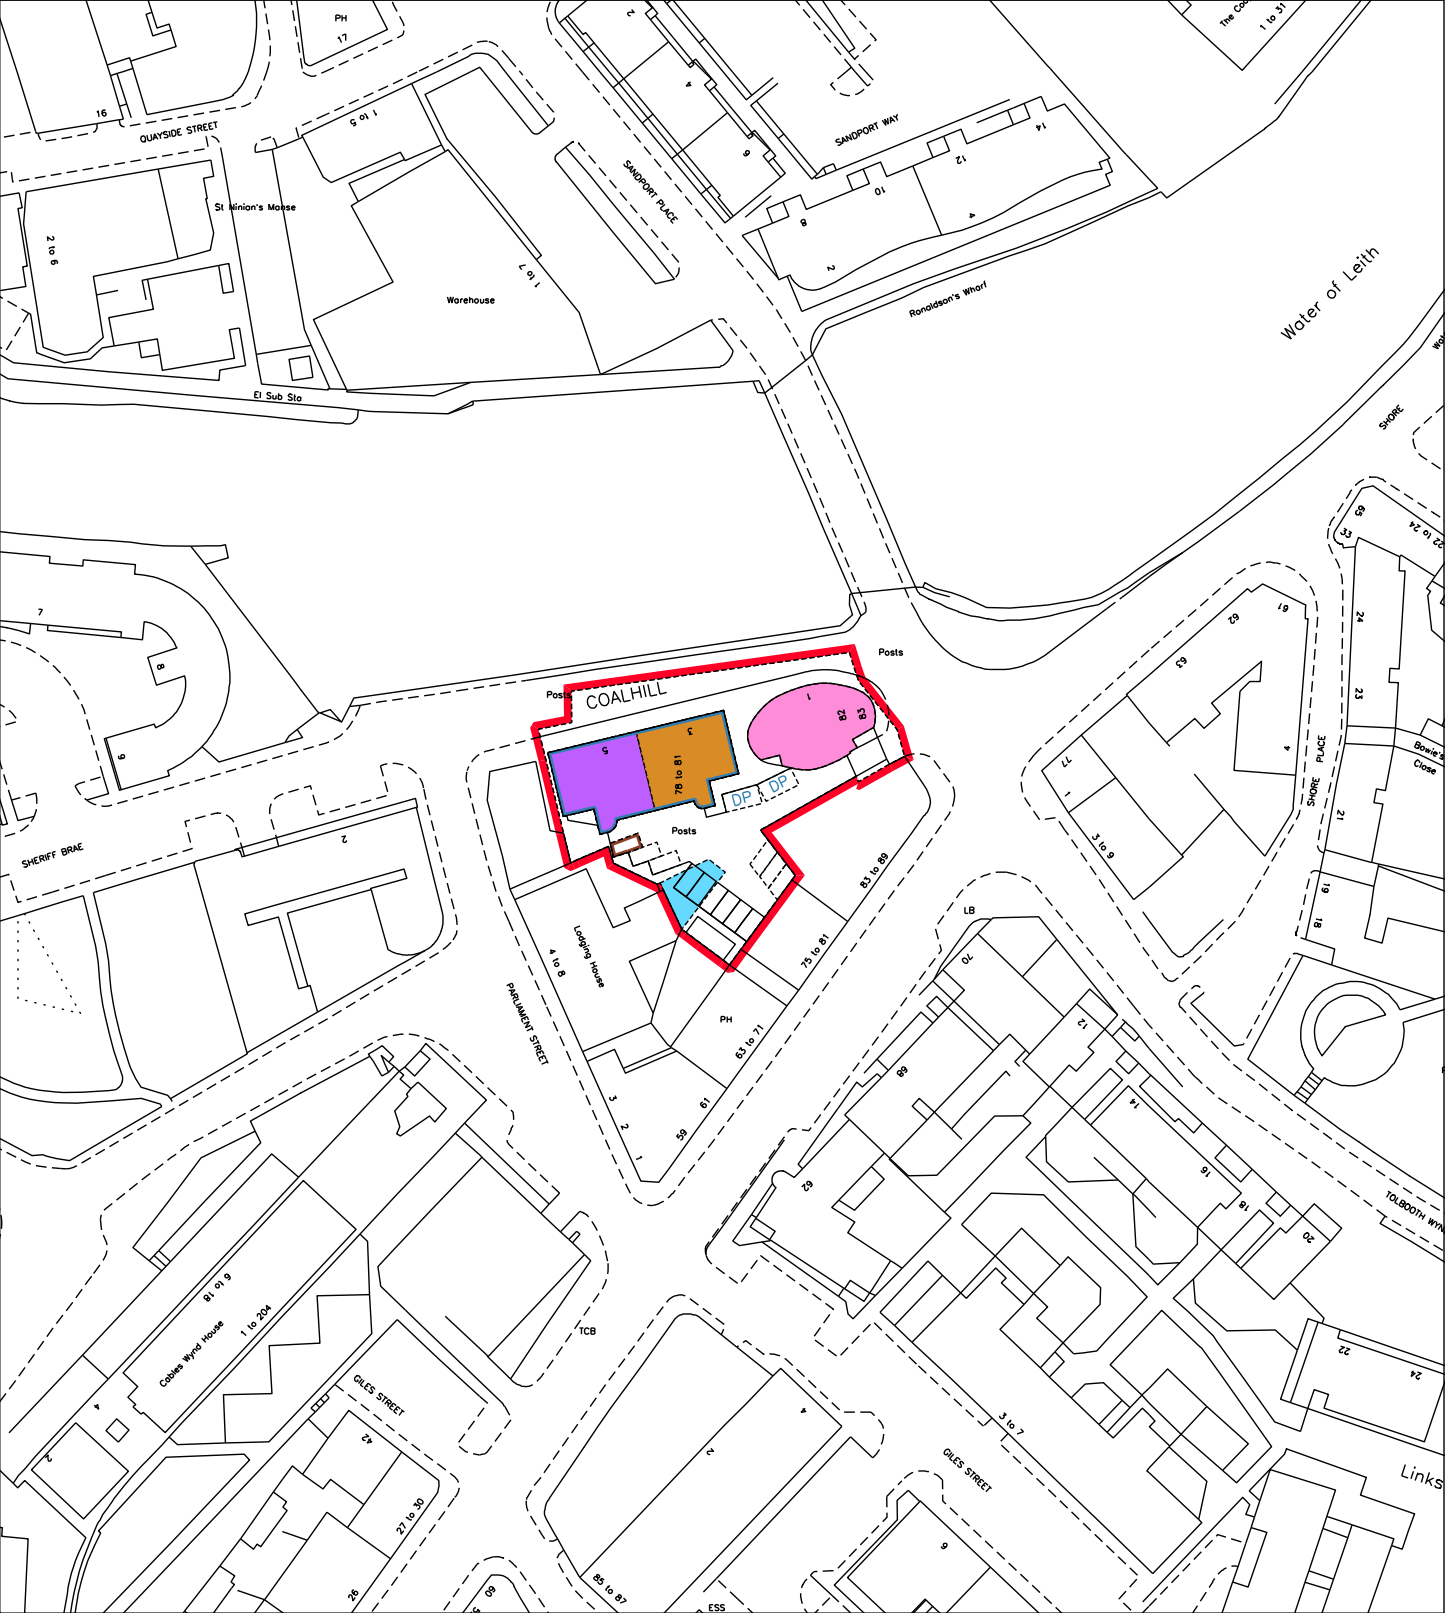 PH
17
2
The Coo
1 to 31
16
QUAYSIDE STREET
1 to 5
4
SANDPORT WAY
14
6
SANDPORT PLACE
12
10
St Ninian's Manse
8
4
2 to 6
2
1 to 7
Warehouse
Ronaldson's Wharf
Water of Leith
El Sub Sta
SHORE
65
33
22 to 24
7
8
9
61
62
63
24
23
Posts
Posts
COALHILL
1
82
83
3
5
78 to 81
DP
DP
Posts
77
4
SHORE PLACE
Bowie's
Close
21
SHERIFF BRAE
2
3 to 9
83 to 89
19
18
LB
75 to 81
Lodging House
4 to 8
70
PARLIAMENT STREET
PH
63 to 71
12
68
14
3
2
61
59
16
62
18
20
TOLBOOTH WYN
6 to 18
1 to 204
Cables Wynd House
TCB
22
24
GILES STREET
4
4
42
2
2
3 to 7
GILES STREET
Links
27 to 30
26
60
85 to 87
ESS
9